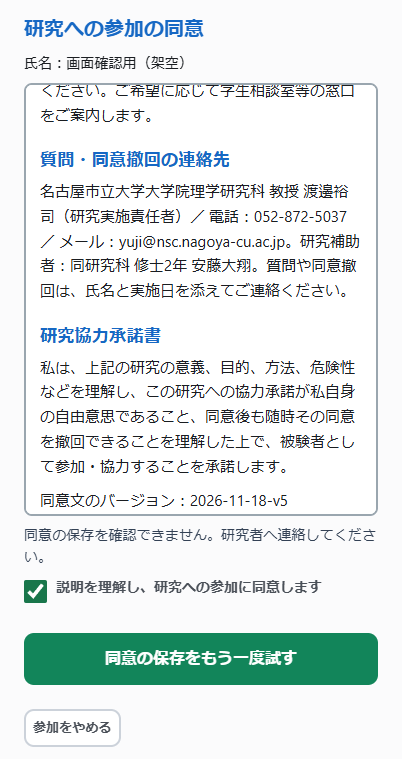 研究への参加の同意
氏名：画面確認用（架空）
ください。ご希望に応じて学生相談室等の窓口
をご案内します。
質問・同意撤回の連絡先
名古屋市立大学大学院理学研究科 教授 渡邉裕
司（研究実施責任者）／ 電話：052-872-5037
／ メール：yuji@nsc.nagoya-cu.ac.jp。研究補助
者：同研究科 修士2年 安藤大翔。質問や同意撤
回は、氏名と実施日を添えてご連絡ください。
研究協力承諾書
私は、上記の研究の意義、目的、方法、危険性
などを理解し、この研究への協力承諾が私自身
の自由意思であること、同意後も随時その同意
を撤回できることを理解した上で、被験者とし
て参加・協力することを承諾します。
同意文のバージョン：2026-11-18-v5
同意の保存を確認できません。研究者へ連絡してくださ
い。
説明を理解し、研究への参加に同意します
同意の保存をもう一度試す
参加をやめる